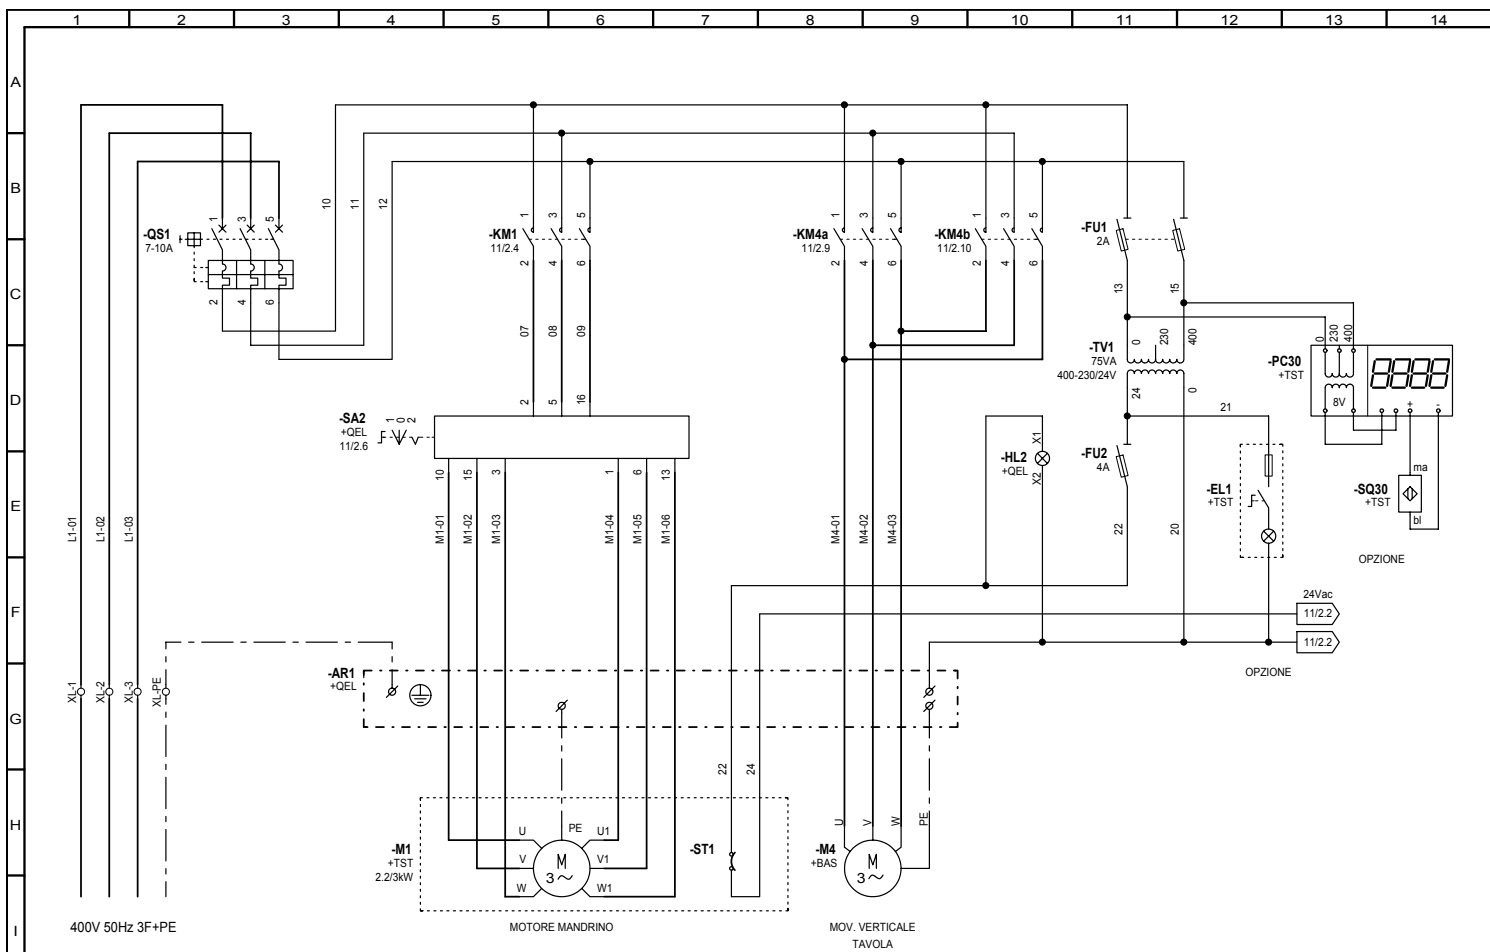 1 2 3 4 5 6 7 8 9 10 11 12 13 14
A
B
C
D
E
F
G
H
I
10
11
12
-QS1
7-10A
1 3 5
2 4 6
-KM1
11/2.4
1 3 5
2 4 6
-KM4a
11/2.9
1 3 5
2 4 6
-KM4b
11/2.10
1 3 5
2 4 6
-FU1
2A
13
15
07
08
09
-TV1
75VA
400-230/24V
0
230
400
24
0
-PC30
+TST
0
230
400
8V
+ -
-SA2
+QEL
11/2.6
1 0 2
2 5 16
10 15 3 1 6 13
-HL2
+QEL
X1
X2
-FU2
4A
21
-EL1
+TST
-SQ30
+TST
ma
bl
OPZIONE
L1-01
L1-02
L1-03
M1-01
M1-02
M1-03
M1-04
M1-05
M1-06
M4-01
M4-02
M4-03
22
20
24Vac
11/2.2
11/2.2
OPZIONE
XL-1
XL-2
XL-3
XL-PE
-AR1
+QEL
22
24
-M1
+TST
2.2/3kW
U
V
W
PE
M
3~
U1
V1
W1
-ST1
-M4
+BAS
U
V
W
PE
M
3~
400V 50Hz 3F+PE
MOTORE MANDRINO
MOV. VERTICALE
TAVOLA